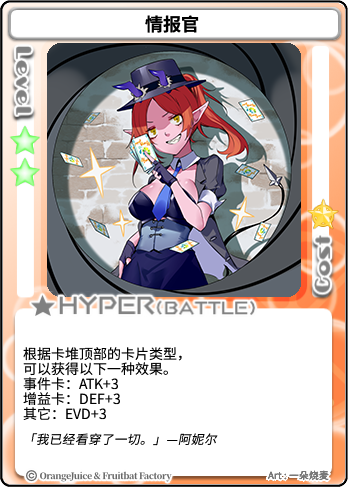 情报官
Level
Cost
HYPER(BATTLE)
根据卡堆顶部的卡片类型，
可以获得以下一种效果。
事件卡：ATK+3
增益卡：DEF+3
其它：EVD+3
「我已经看穿了一切。」—阿妮尔
© OrangeJuice & Fruitbat Factory
Art: 一朵烧麦